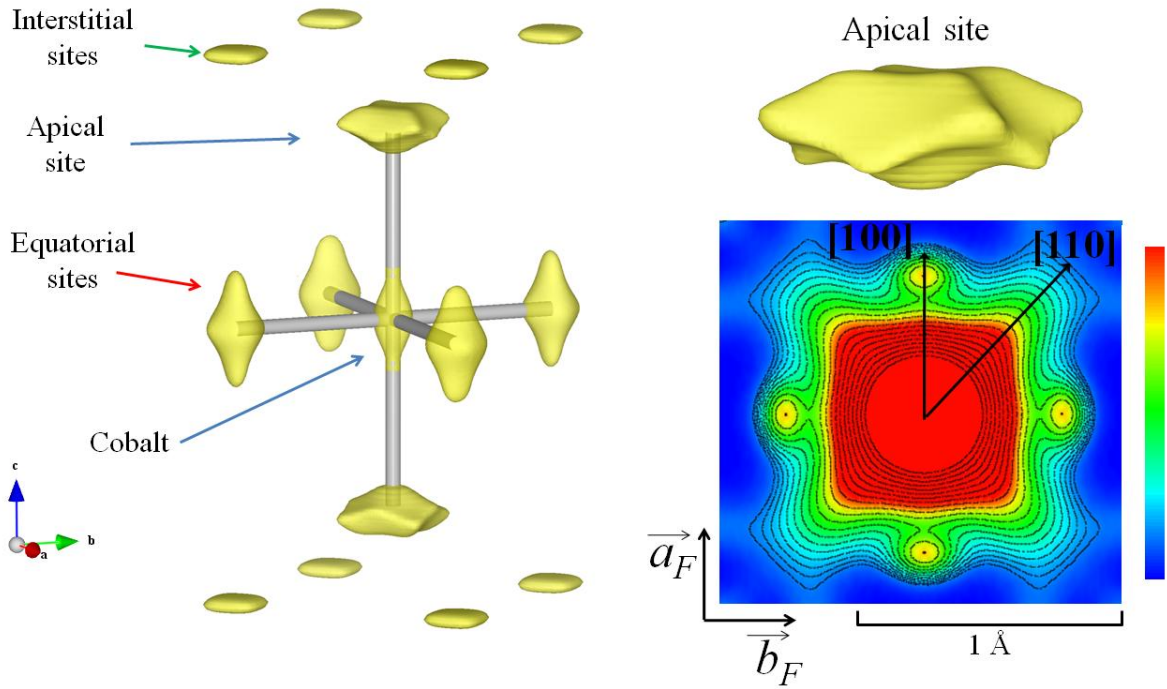 Interstitial
sites
Apical
site
Equatorial
sites
Cobalt
c
b
a
Apical site
[100]
[110]
a_F
b_F
1 Å